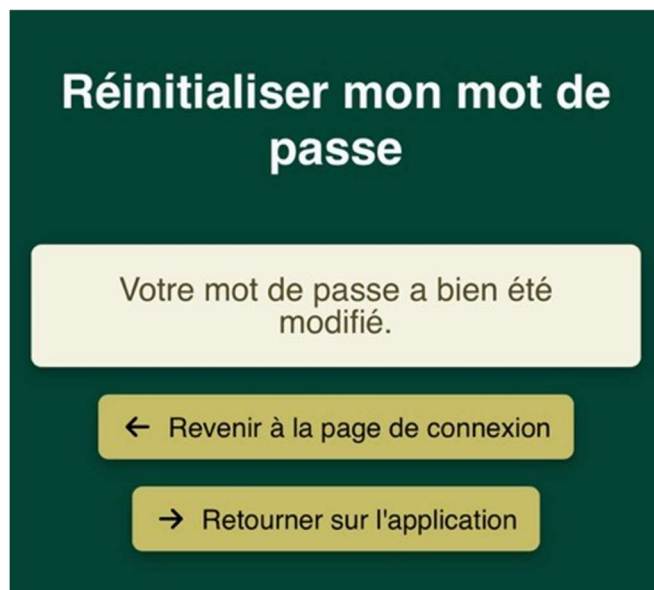 Réinitialiser mon mot de
passe
Votre mot de passe a bien été
modifié.
← Revenir à la page de connexion
→ Retourner sur l'application